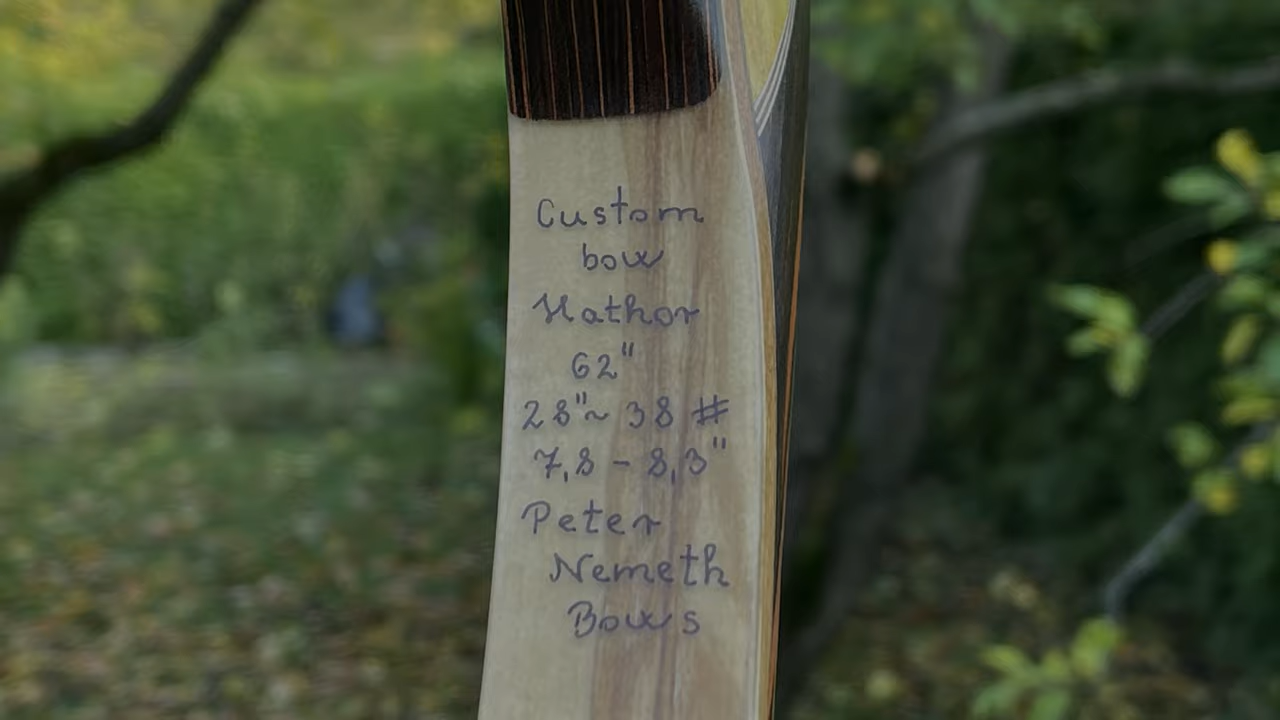 Custom
bow
Hathor
62"
28"~ 38 #
7,8 - 8,3"
Peter
Nemeth
Bows